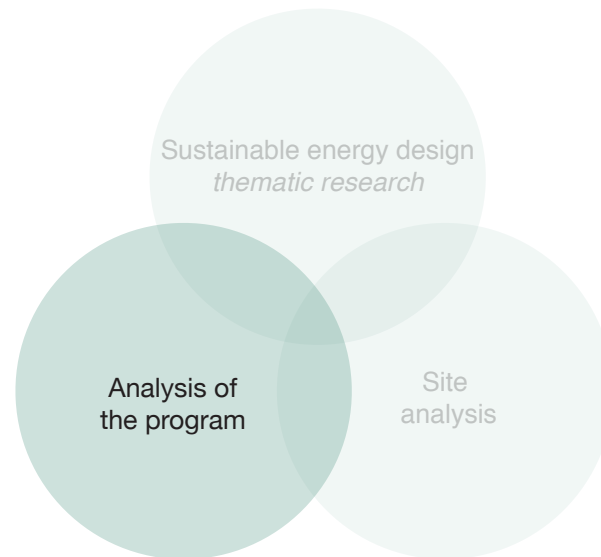 Sustainable energy design
thematic research
Analysis of
the program
Site
analysis